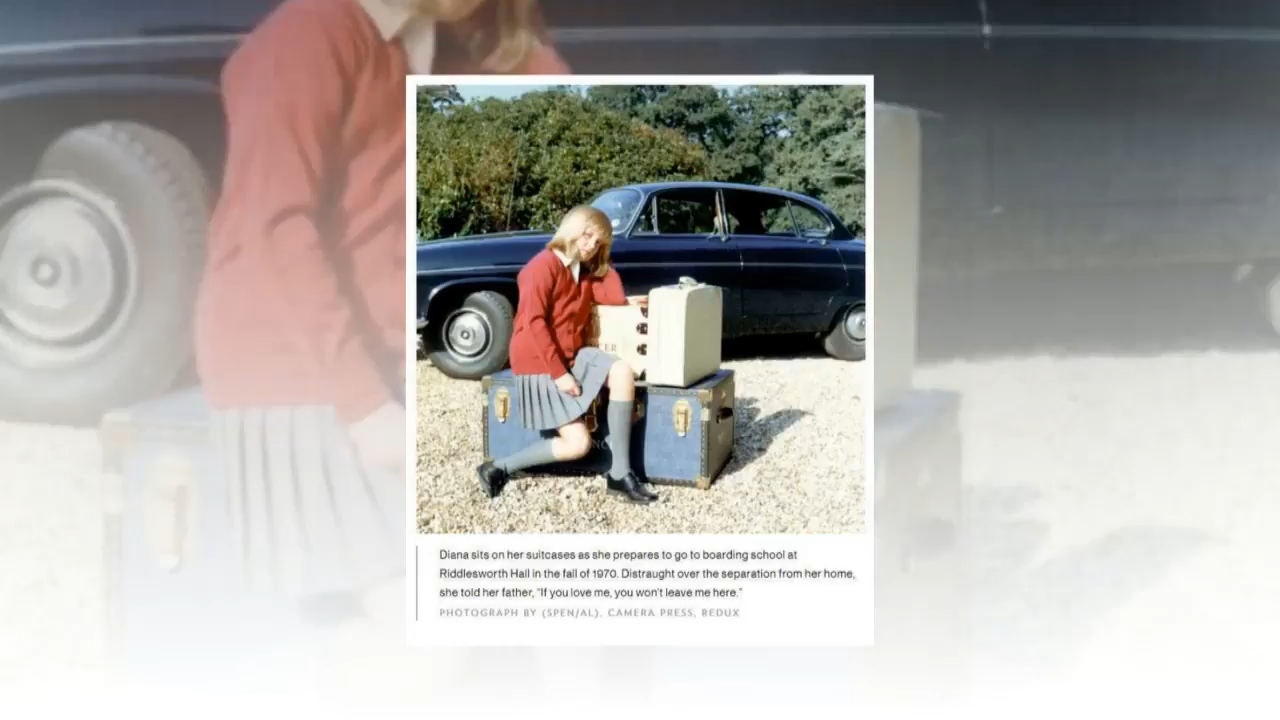 Diana sits on her suitcases as she prepares to go to boarding school at
Riddlesworth Hall in the fall of 1970. Distraught over the separation from her home,
she told her father, "If you love me, you won't leave me here."
PHOTOGRAPH BY (SPEN/AL), CAMERA PRESS, REDUX